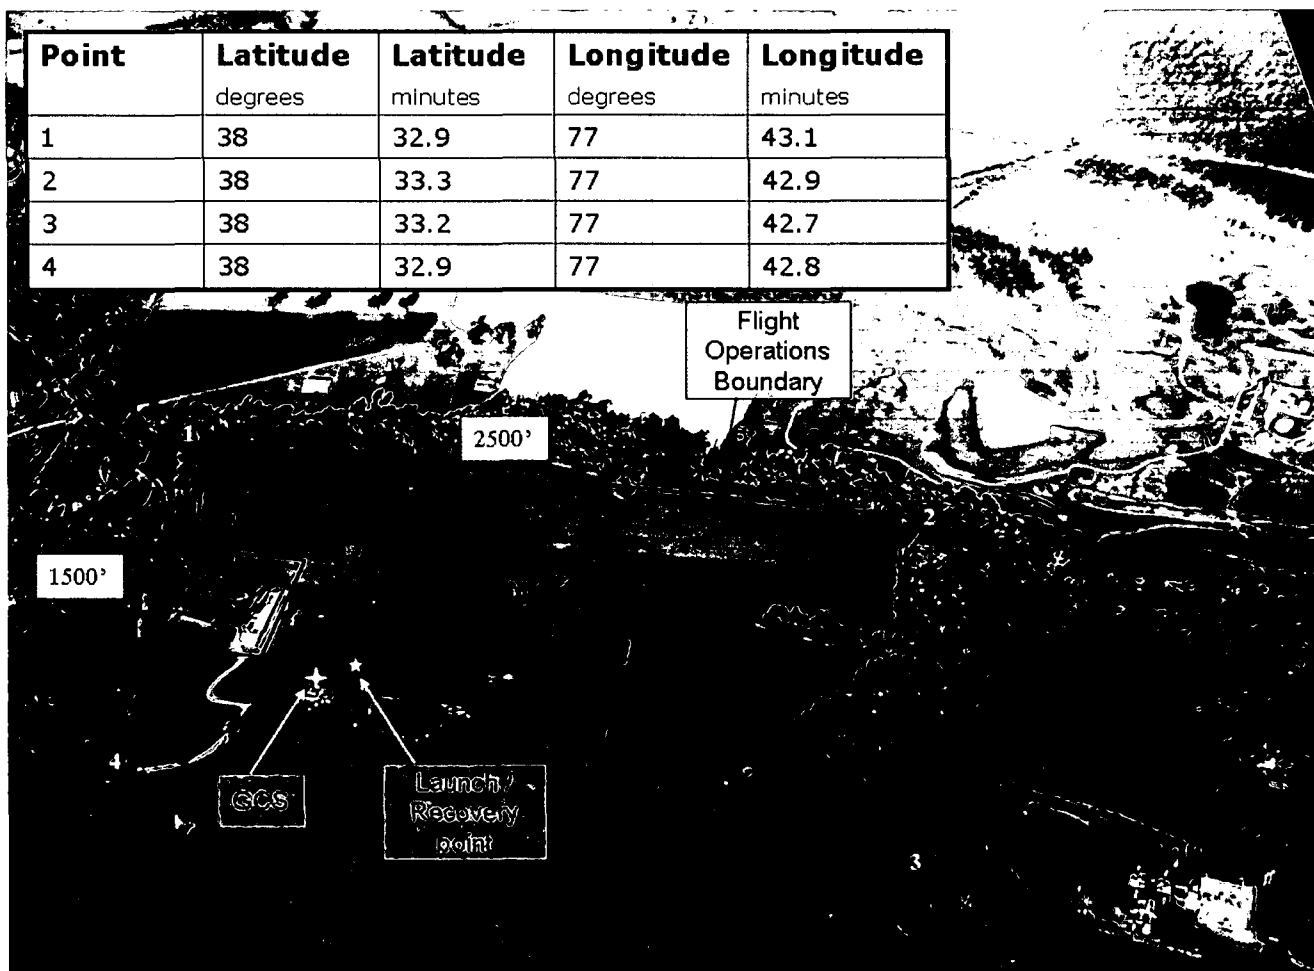 Point Latitude Latitude Longitude Longitude
degrees minutes degrees minutes
1 38 32.9 77 43.1
2 38 33.3 77 42.9
3 38 33.2 77 42.7
4 38 32.9 77 42.8
Flight
Operations
Boundary
1
2500'
2
1500'
4
GCS
Launch /
Recovery
point
3